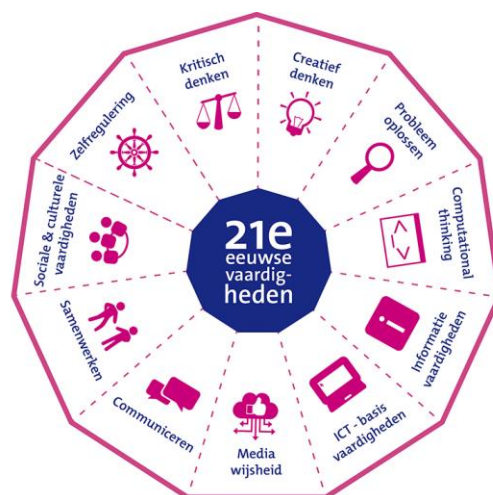 21e
eeuwse
vaardig-
heden
Kritisch
denken
Creatief
denken
Probleem
oplossen
Computational
thinking
Informatie
vaardigheden
ICT - basis
vaardigheden
Media
wijsheid
Communiceren
Samenwerken
Sociale & culturele
vaardigheden
Zelfregulering